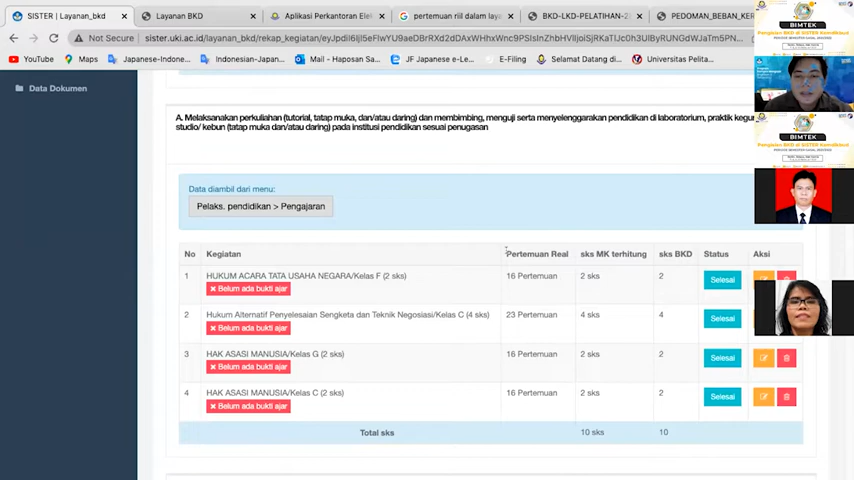 SISTER | Layanan_bkd
Layanan BKD
Aplikasi Perkantoran Elek
pertemuan riil dalam laya
BKD-LKD-PELATIHAN-2
PEDOMAN_BEBAN_KER
Not Secure
YouTube
Maps
Japanese-Indone...
Indonesian-Japan...
Mail – Haposan Sa...
JF Japanese e-Le...
E-Filing
Selamat Datang di...
Universitas Pelita...
BIMTEK
Data Dokumen
A. Melaksanakan perkuliahan (tutorial, tatap muka, dan/atau daring) dan membimbing, menguji serta menyelenggarakan pendidikan di laboratorium, praktik
studio/ kebun (tatap muka dan/atau daring) pada institusi pendidikan sesuai penugasan
Data diambil dari menu:
Pelaks. pendidikan > Pengajaran
BIMTEK
No Kegiatan Pertemuan Real sks MK terhitung sks BKD Status Aksi
1 HUKUM ACARA TATA USAHA NEGARA/Kelas F (2 sks) 16 Pertemuan 2 sks 2 Selesai
✖ Belum ada bukti ajar
2 Hukum Alternatif Penyelesaian Sengketa dan Teknik Negosiasi/Kelas C (4 sks) 23 Pertemuan 4 sks 4 Selesai
✖ Belum ada bukti ajar
3 HAK ASASI MANUSIA/Kelas G (2 sks) 16 Pertemuan 2 sks 2 Selesai
✖ Belum ada bukti ajar
4 HAK ASASI MANUSIA/Kelas C (2 sks) 16 Pertemuan 2 sks 2 Selesai
✖ Belum ada bukti ajar
Total sks 10 sks 10